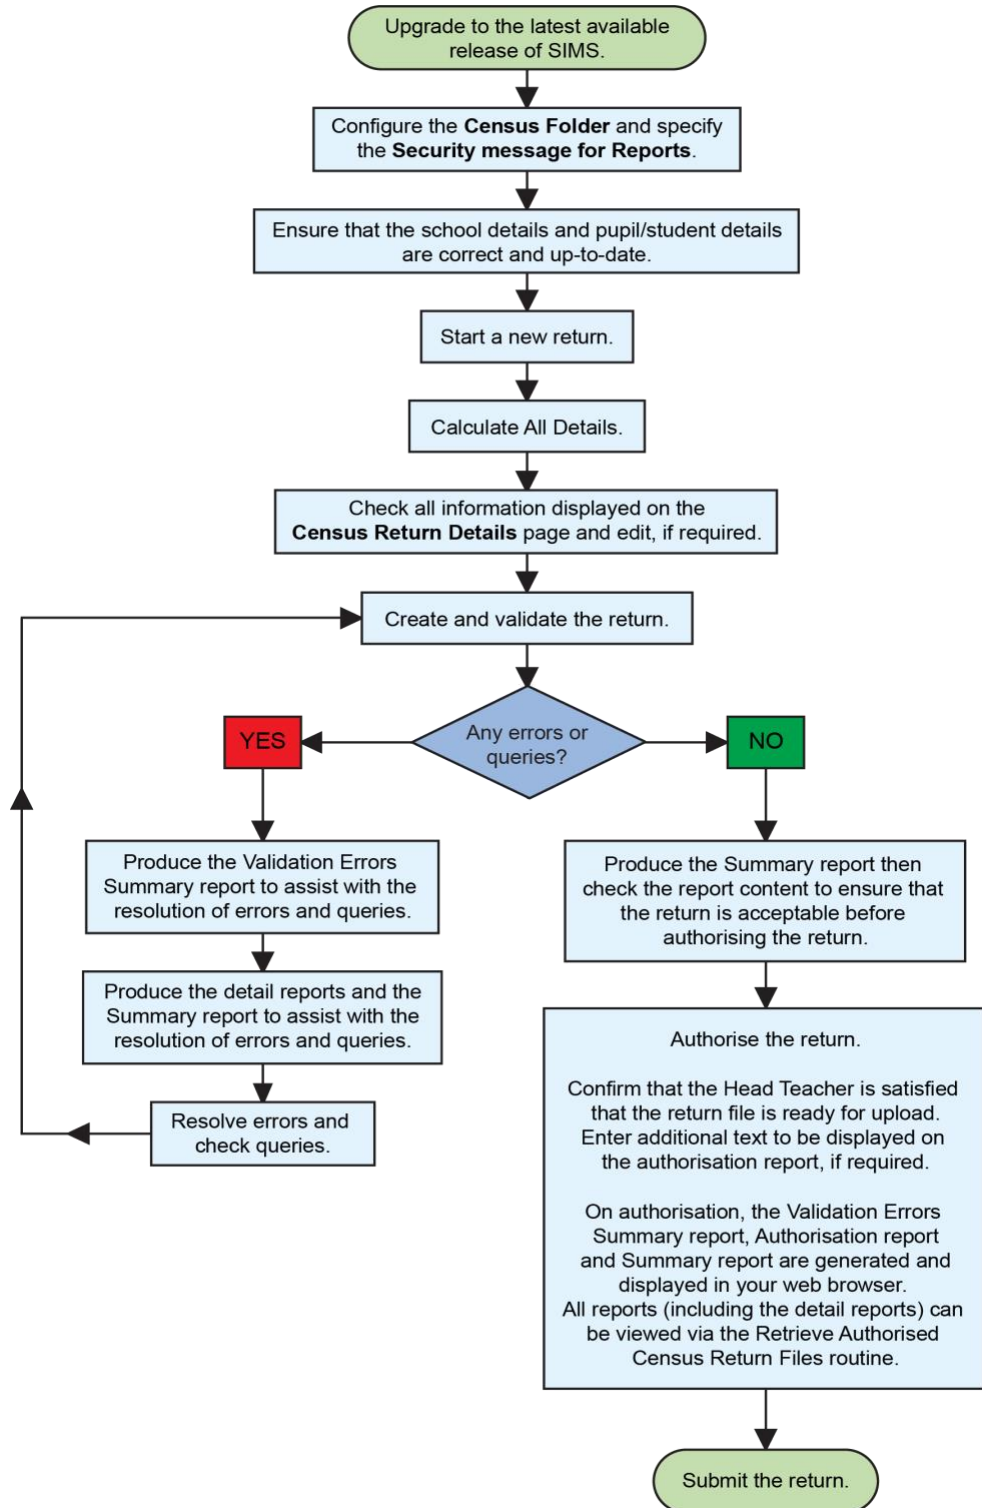 Upgrade to the latest available
release of SIMS.
Configure the Census Folder and specify
the Security message for Reports.
Ensure that the school details and pupil/student details
are correct and up-to-date.
Start a new return.
Calculate All Details.
Check all information displayed on the
Census Return Details page and edit, if required.
Create and validate the return.
Any errors or
queries?
YES
NO
Produce the Validation Errors
Summary report to assist with the
resolution of errors and queries.
Produce the detail reports and the
Summary report to assist with the
resolution of errors and queries.
Resolve errors and
check queries.
Produce the Summary report then
check the report content to ensure that
the return is acceptable before
authorising the return.
Authorise the return.
Confirm that the Head Teacher is satisfied
that the return file is ready for upload.
Enter additional text to be displayed on
the authorisation report, if required.
On authorisation, the Validation Errors
Summary report, Authorisation report
and Summary report are generated and
displayed in your web browser.
All reports (including the detail reports) can
be viewed via the Retrieve Authorised
Census Return Files routine.
Submit the return.